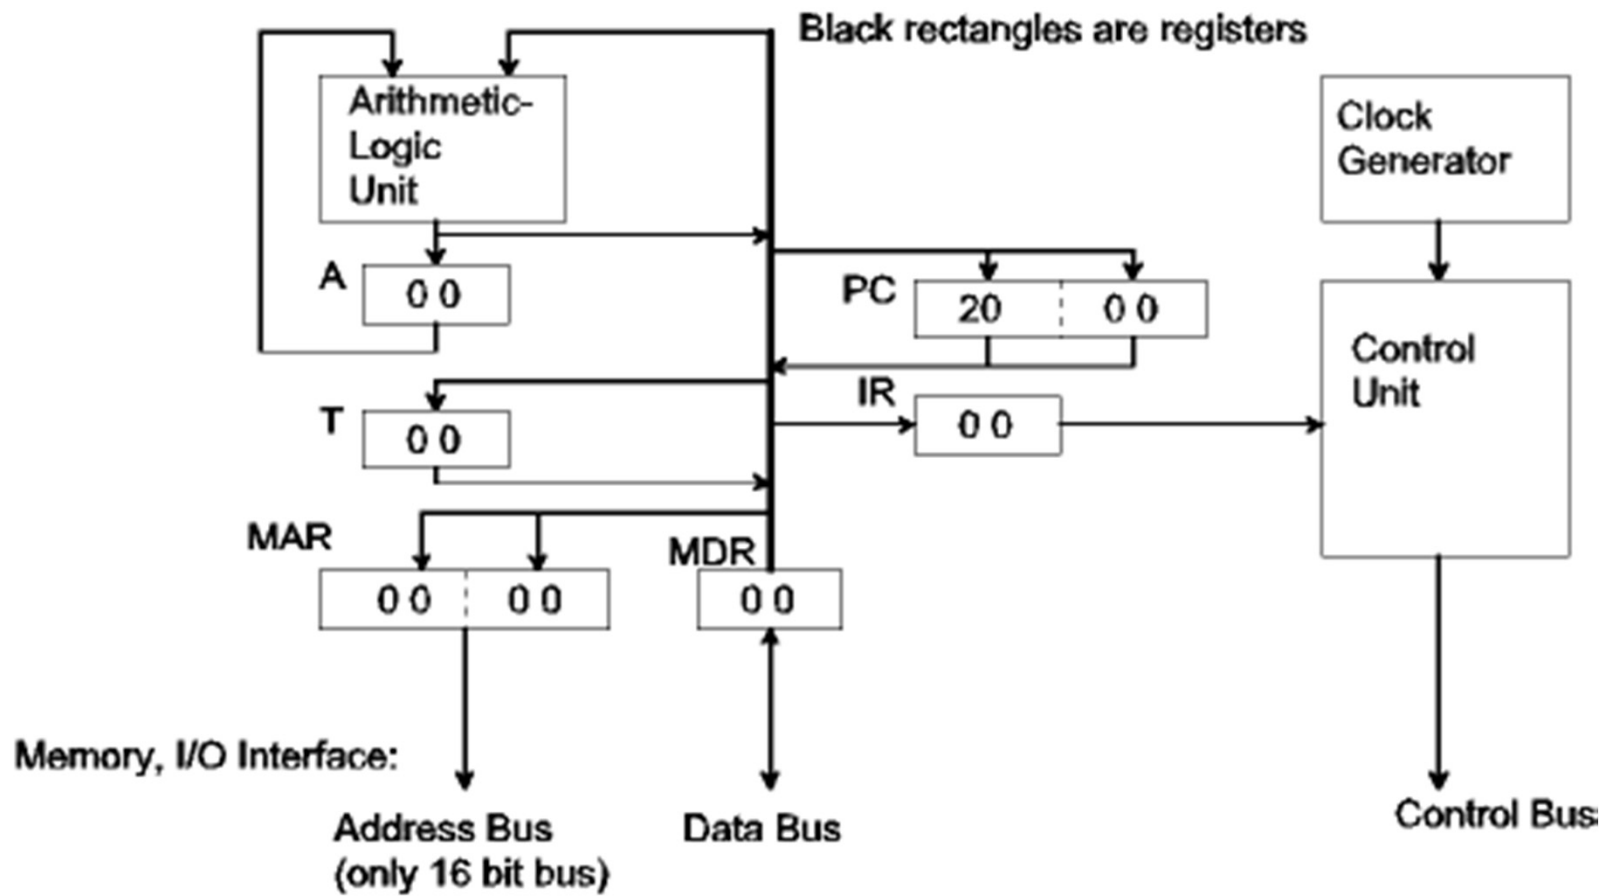 Black rectangles are registers
Arithmetic-
Logic
Unit
Clock
Generator
A
0 0
PC
20
0 0
Control
Unit
IR
0 0
T
0 0
MAR
0 0
0 0
MDR
0 0
Memory, I/O Interface:
Address Bus
(only 16 bit bus)
Data Bus
Control Bus